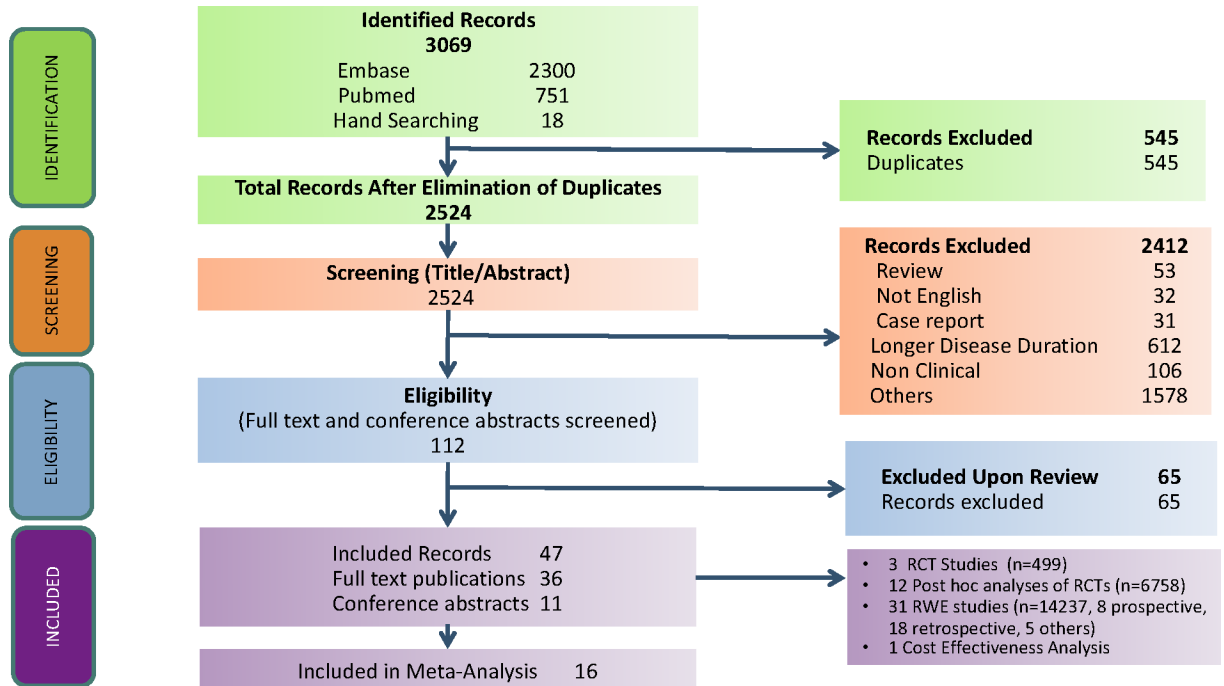 IDENTIFICATION
Identified Records
3069
Embase 2300
Pubmed 751
Hand Searching 18
Records Excluded 545
Duplicates 545
Total Records After Elimination of Duplicates
2524
SCREENING
Screening (Title/Abstract)
2524
Records Excluded 2412
Review 53
Not English 32
Case report 31
Longer Disease Duration 612
Non Clinical 106
Others 1578
ELIGIBILITY
Eligibility
(Full text and conference abstracts screened)
112
Excluded Upon Review 65
Records excluded 65
INCLUDED
Included Records 47
Full text publications 36
Conference abstracts 11
• 3 RCT Studies (n=499)
• 12 Post hoc analyses of RCTs (n=6758)
• 31 RWE studies (n=14237, 8 prospective,
18 retrospective, 5 others)
• 1 Cost Effectiveness Analysis
Included in Meta-Analysis 16